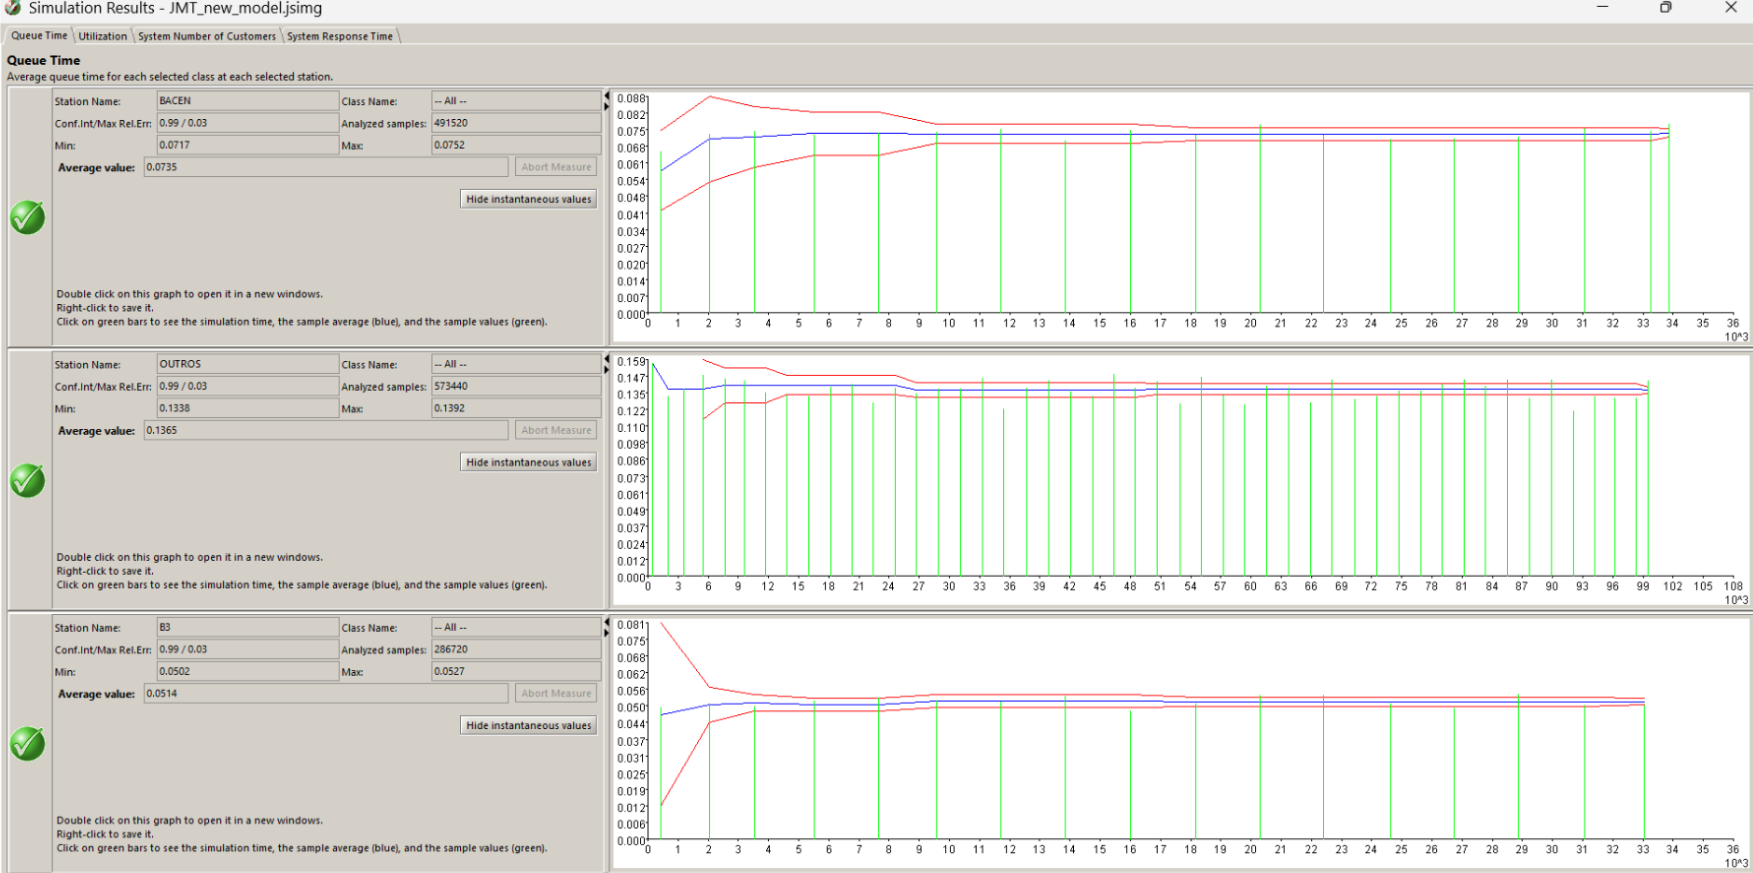 Simulation Results - JMT_new_model.jsimg
Queue Time Utilization System Number of Customers System Response Time
Queue Time
Average queue time for each selected class at each selected station.
Station Name: BACEN Class Name: -- All --
Conf.Int/Max Rel.Err: 0.99 / 0.03 Analyzed samples: 491520
Min: 0.0717 Max: 0.0752
Average value: 0.0735 Abort Measure
Hide instantaneous values
Double click on this graph to open it in a new windows.
Right-click to save it.
Click on green bars to see the simulation time, the sample average (blue), and the sample values (green).
0.088
0.082
0.075
0.068
0.061
0.054
0.048
0.041
0.034
0.027
0.020
0.014
0.007
0.000
0 1 2 3 4 5 6 7 8 9 10 11 12 13 14 15 16 17 18 19 20 21 22 23 24 25 26 27 28 29 30 31 32 33 34 35 36
10^3
Station Name: OUTROS Class Name: -- All --
Conf.Int/Max Rel.Err: 0.99 / 0.03 Analyzed samples: 573440
Min: 0.1338 Max: 0.1392
Average value: 0.1365 Abort Measure
Hide instantaneous values
Double click on this graph to open it in a new windows.
Right-click to save it.
Click on green bars to see the simulation time, the sample average (blue), and the sample values (green).
0.159
0.147
0.135
0.122
0.110
0.098
0.086
0.073
0.061
0.049
0.037
0.024
0.012
0.000
0 3 6 9 12 15 18 21 24 27 30 33 36 39 42 45 48 51 54 57 60 63 66 69 72 75 78 81 84 87 90 93 96 99 102 105 108
10^3
Station Name: B3 Class Name: -- All --
Conf.Int/Max Rel.Err: 0.99 / 0.03 Analyzed samples: 286720
Min: 0.0502 Max: 0.0527
Average value: 0.0514 Abort Measure
Hide instantaneous values
Double click on this graph to open it in a new windows.
Right-click to save it.
Click on green bars to see the simulation time, the sample average (blue), and the sample values (green).
0.081
0.075
0.068
0.062
0.056
0.050
0.044
0.037
0.031
0.025
0.019
0.012
0.006
0.000
0 1 2 3 4 5 6 7 8 9 10 11 12 13 14 15 16 17 18 19 20 21 22 23 24 25 26 27 28 29 30 31 32 33 34 35 36
10^3